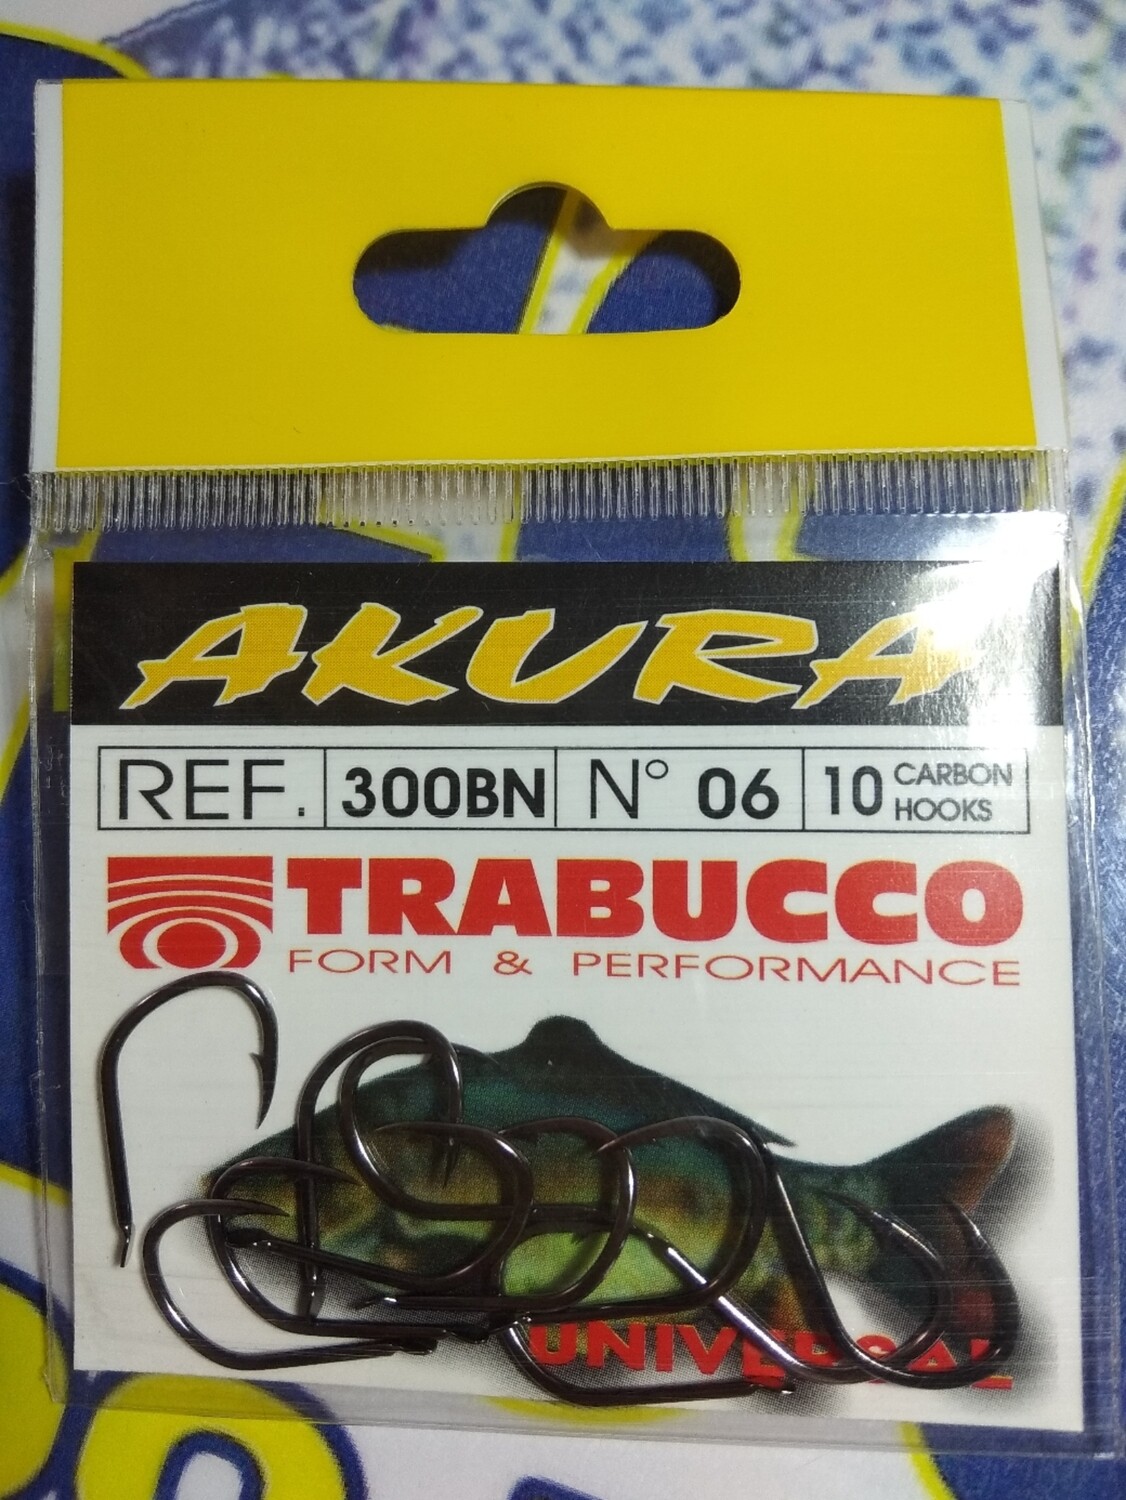 AKURA
REF. 300BN N° 06 10 CARBON HOOKS
TRABUCCO
FORM & PERFORMANCE
UNIVERSAL